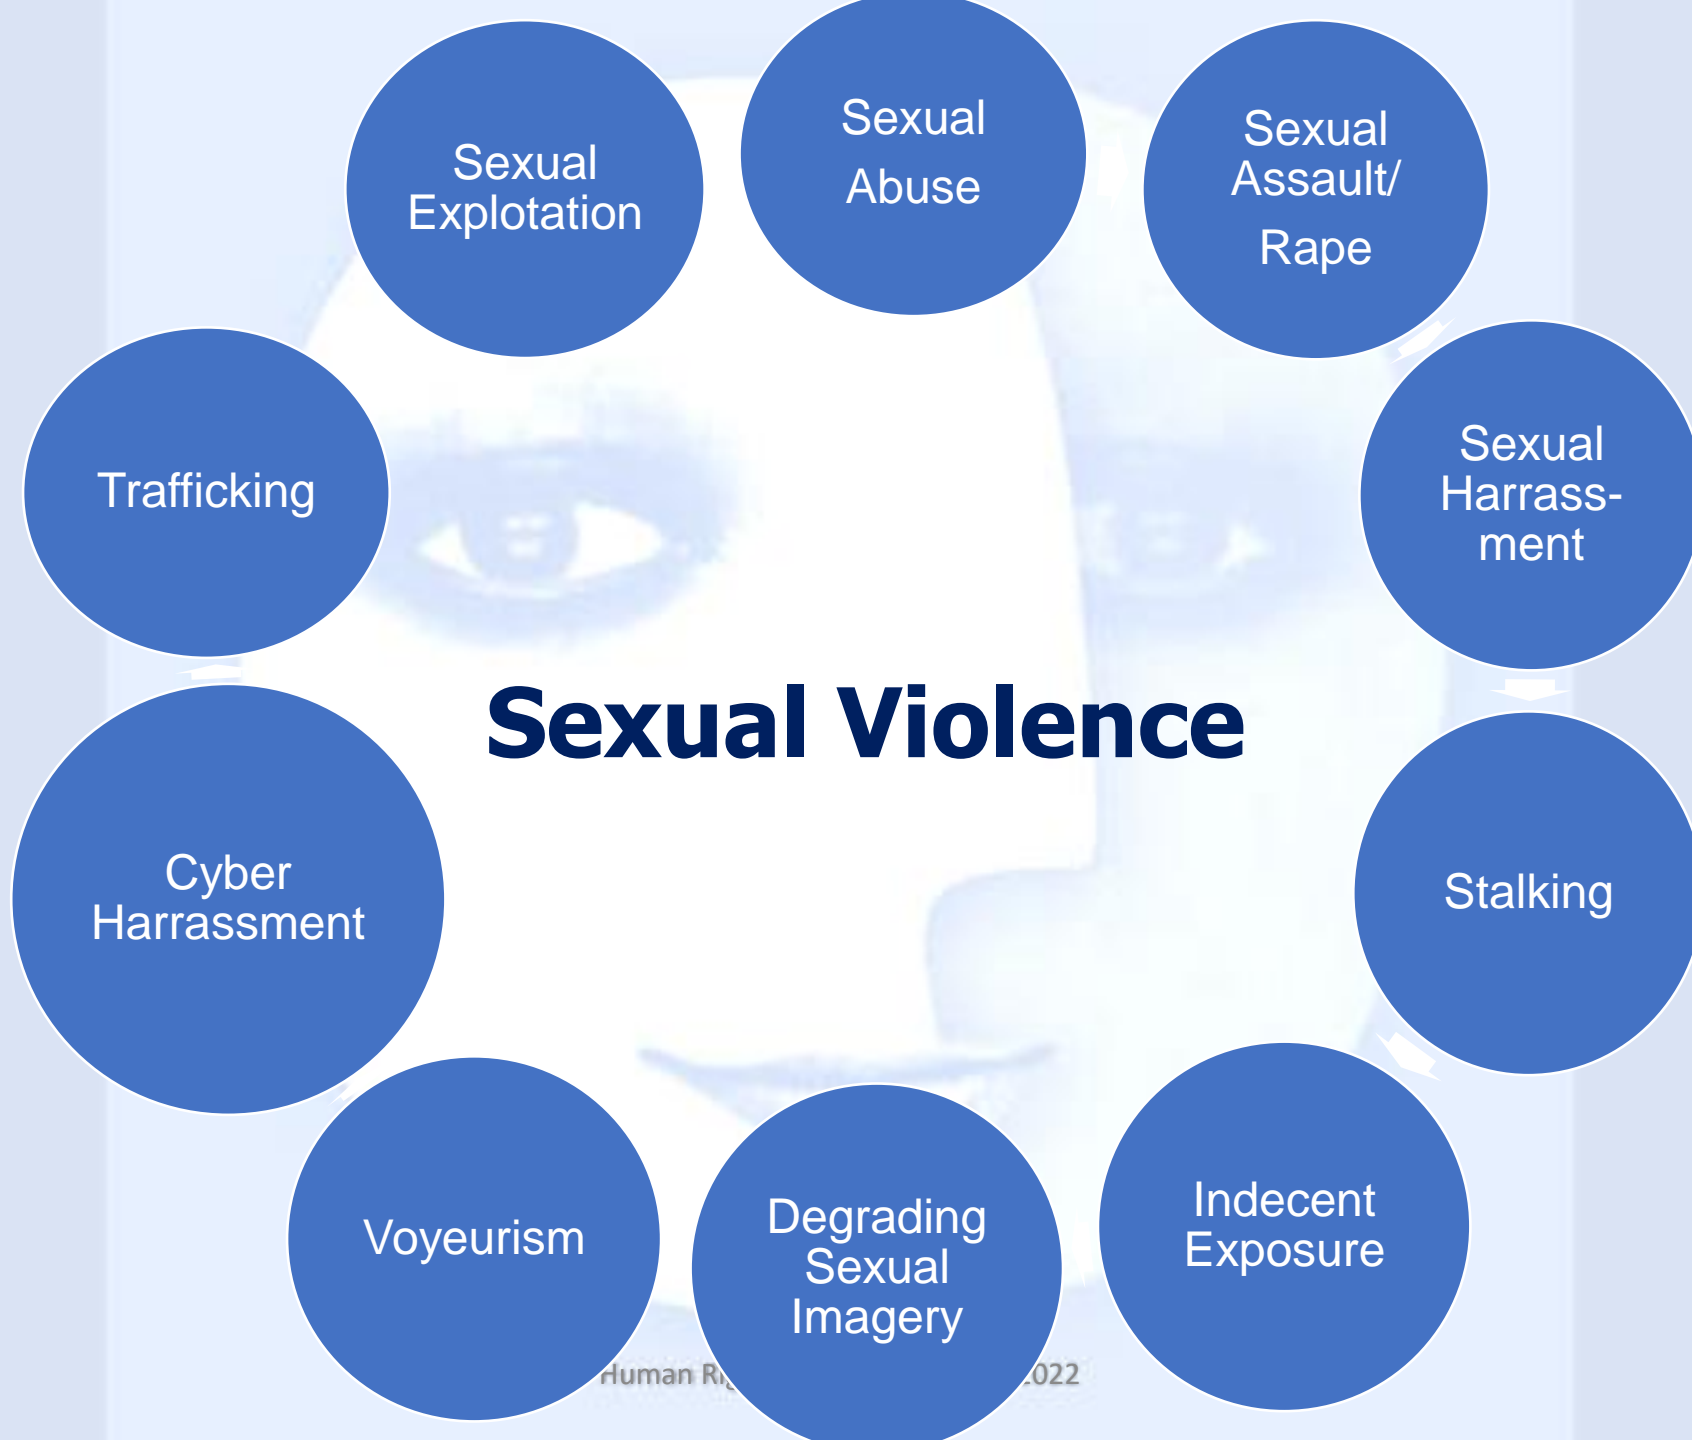 Sexual
Abuse
Sexual
Assault/
Rape
Sexual
Harrass-
ment
Stalking
Indecent
Exposure
Degrading
Sexual
Imagery
Voyeurism
Cyber
Harrassment
Trafficking
Sexual
Explotation
Sexual Violence
Human